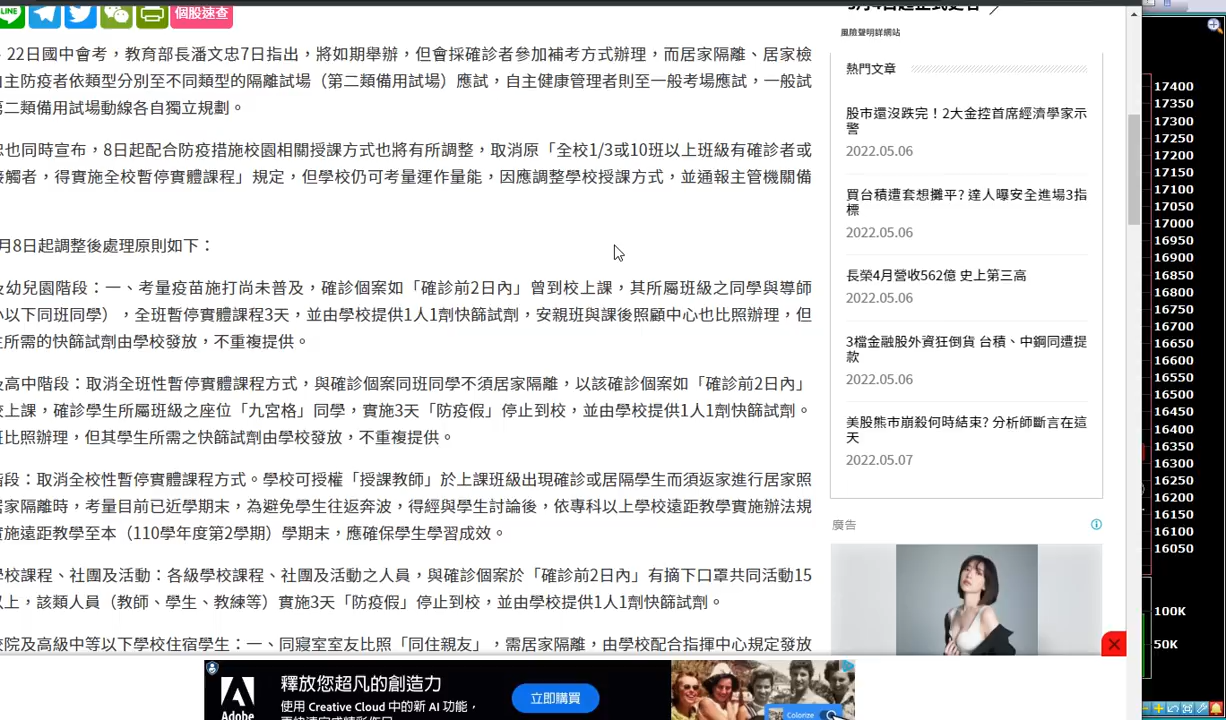 LINE
個股速查
、22日國中會考，教育部長潘文忠7日指出，將如期舉辦，但會採確診者參加補考方式辦理，而居家隔離、居家檢
自主防疫者依類型分別至不同類型的隔離試場（第二類備用試場）應試，自主健康管理者則至一般考場應試，一般試
第二類備用試場動線各自獨立規劃。
忠也同時宣布，8日起配合防疫措施校園相關授課方式也將有所調整，取消原「全校1/3或10班以上班級有確診者或
接觸者，得實施全校暫停實體課程」規定，但學校仍可考量運作量能，因應調整學校授課方式，並通報主管機關備
月8日起調整後處理原則如下：
及幼兒園階段：一、考量疫苗施打尚未普及，確診個案如「確診前2日內」曾到校上課，其所屬班級之同學與導師
小以下同班同學），全班暫停實體課程3天，並由學校提供1人1劑快篩試劑，安親班與課後照顧中心也比照辦理，但
生所需的快篩試劑由學校發放，不重複提供。
及高中階段：取消全班性暫停實體課程方式，與確診個案同班同學不須居家隔離，以該確診個案如「確診前2日內」
校上課，確診學生所屬班級之座位「九宮格」同學，實施3天「防疫假」停止到校，並由學校提供1人1劑快篩試劑。
班比照辦理，但其學生所需之快篩試劑由學校發放，不重複提供。
階段：取消全校性暫停實體課程方式。學校可授權「授課教師」於上課班級出現確診或居隔學生而須返家進行居家照
居家隔離時，考量目前已近學期末，為避免學生往返奔波，得經與學生討論後，依專科以上學校遠距教學實施辦法規
實施遠距教學至本（110學年度第2學期）學期末，應確保學生學習成效。
學校課程、社團及活動：各級學校課程、社團及活動之人員，與確診個案於「確診前2日內」有摘下口罩共同活動15
以上，該類人員（教師、學生、教練等）實施3天「防疫假」停止到校，並由學校提供1人1劑快篩試劑。
校院及高級中等以下學校住宿學生：一、同寢室室友比照「同住親友」，需居家隔離，由學校配合指揮中心規定發放
風險聲明詳網站
熱門文章
股市還沒跌完！2大金控首席經濟學家示
警
2022.05.06
買台積遭套想攤平? 達人曝安全進場3指
標
2022.05.06
長榮4月營收562億 史上第三高
2022.05.06
3檔金融股外資狂倒貨 台積、中鋼同遭提
款
2022.05.06
美股熊市崩殺何時結束? 分析師斷言在這
天
2022.05.07
廣告
Adobe
釋放您超凡的創造力
使用 Creative Cloud 中的新 AI 功能，
立即購買
Colorize
17400
17350
17300
17250
17200
17150
17100
17050
17000
16950
16900
16850
16800
16750
16700
16650
16600
16550
16500
16450
16400
16350
16300
16250
16200
16150
16100
16050
100K
50K